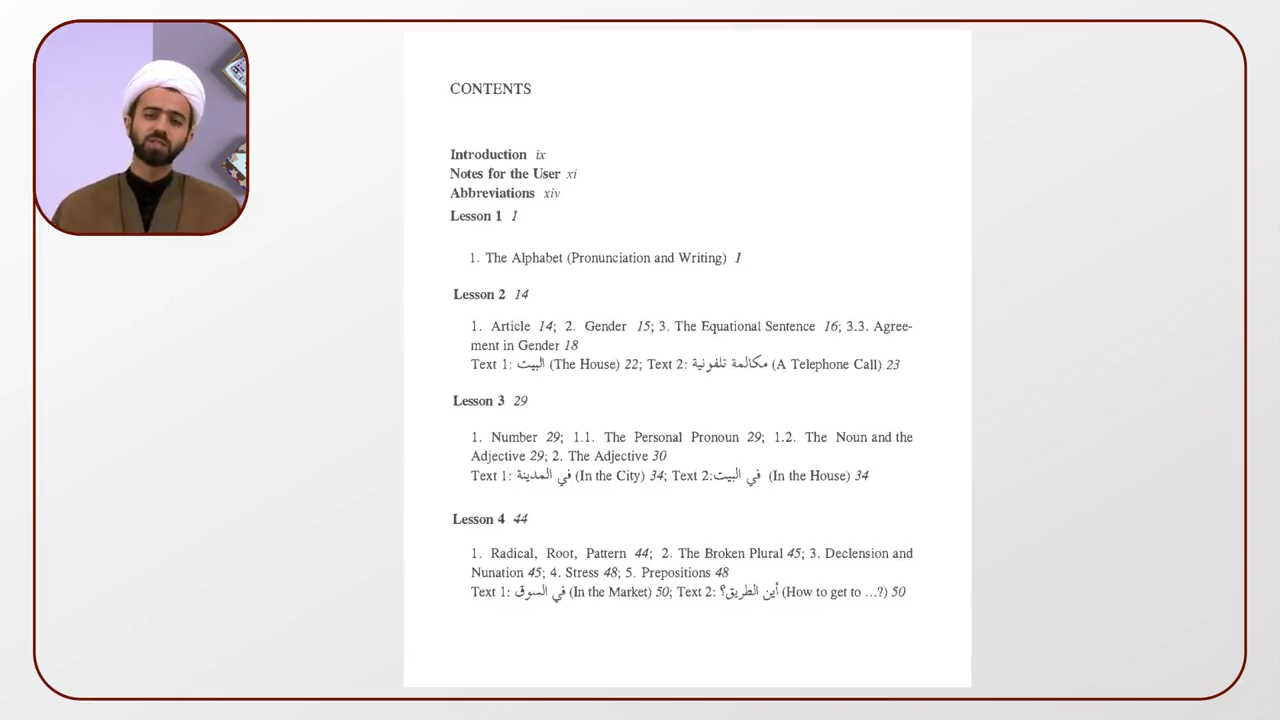 CONTENTS
Introduction ix
Notes for the User xi
Abbreviations xiv
Lesson 1 1
1. The Alphabet (Pronunciation and Writing) 1
Lesson 2 14
1. Article 14; 2. Gender 15; 3. The Equational Sentence 16; 3.3. Agree-
ment in Gender 18
Text 1: البيت (The House) 22; Text 2: مكالمة تلفونية (A Telephone Call) 23
Lesson 3 29
1. Number 29; 1.1. The Personal Pronoun 29; 1.2. The Noun and the
Adjective 29; 2. The Adjective 30
Text 1: في المدينة (In the City) 34; Text 2:في البيت (In the House) 34
Lesson 4 44
1. Radical, Root, Pattern 44; 2. The Broken Plural 45; 3. Declension and
Nunation 45; 4. Stress 48; 5. Prepositions 48
Text 1: في السوق (In the Market) 50; Text 2: أين الطريق؟ (How to get to ...?) 50